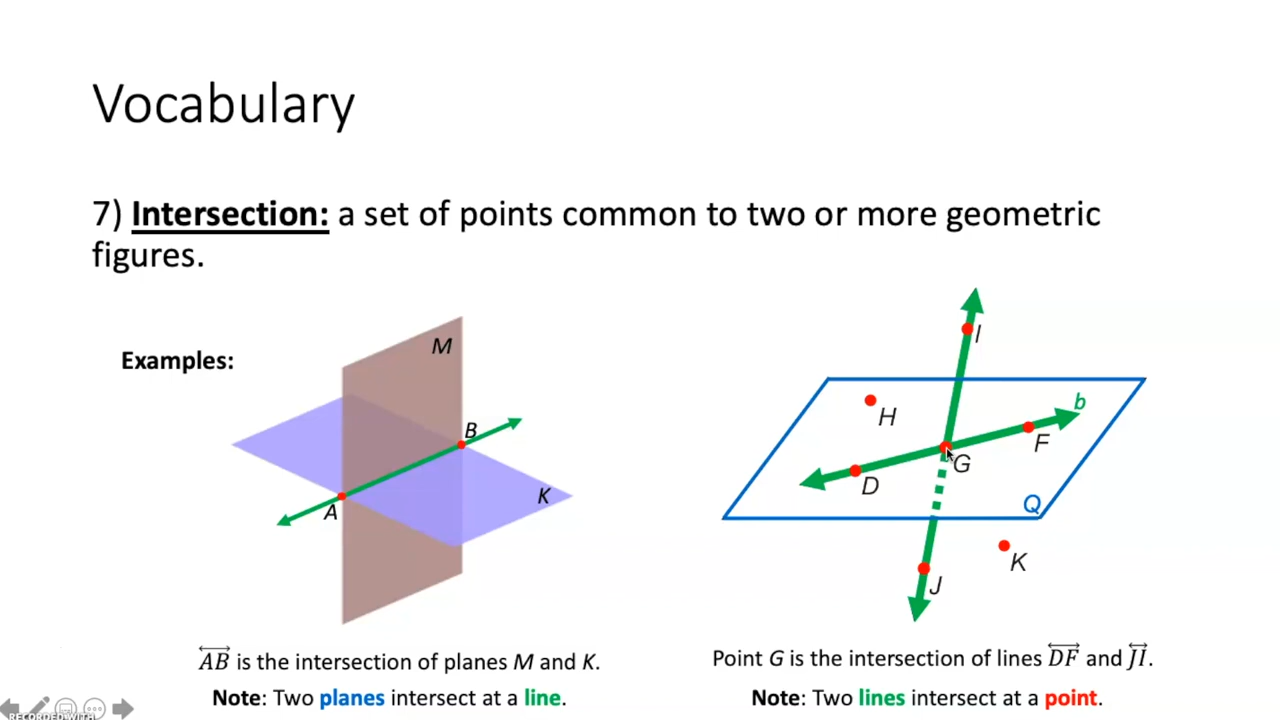 Vocabulary
7) Intersection: a set of points common to two or more geometric
figures.
Examples:
M
B
K
A
I
H
b
F
G
D
Q
K
J
AB is the intersection of planes M and K.
Note: Two planes intersect at a line.
Point G is the intersection of lines DF and JI.
Note: Two lines intersect at a point.
RECORDED WITH